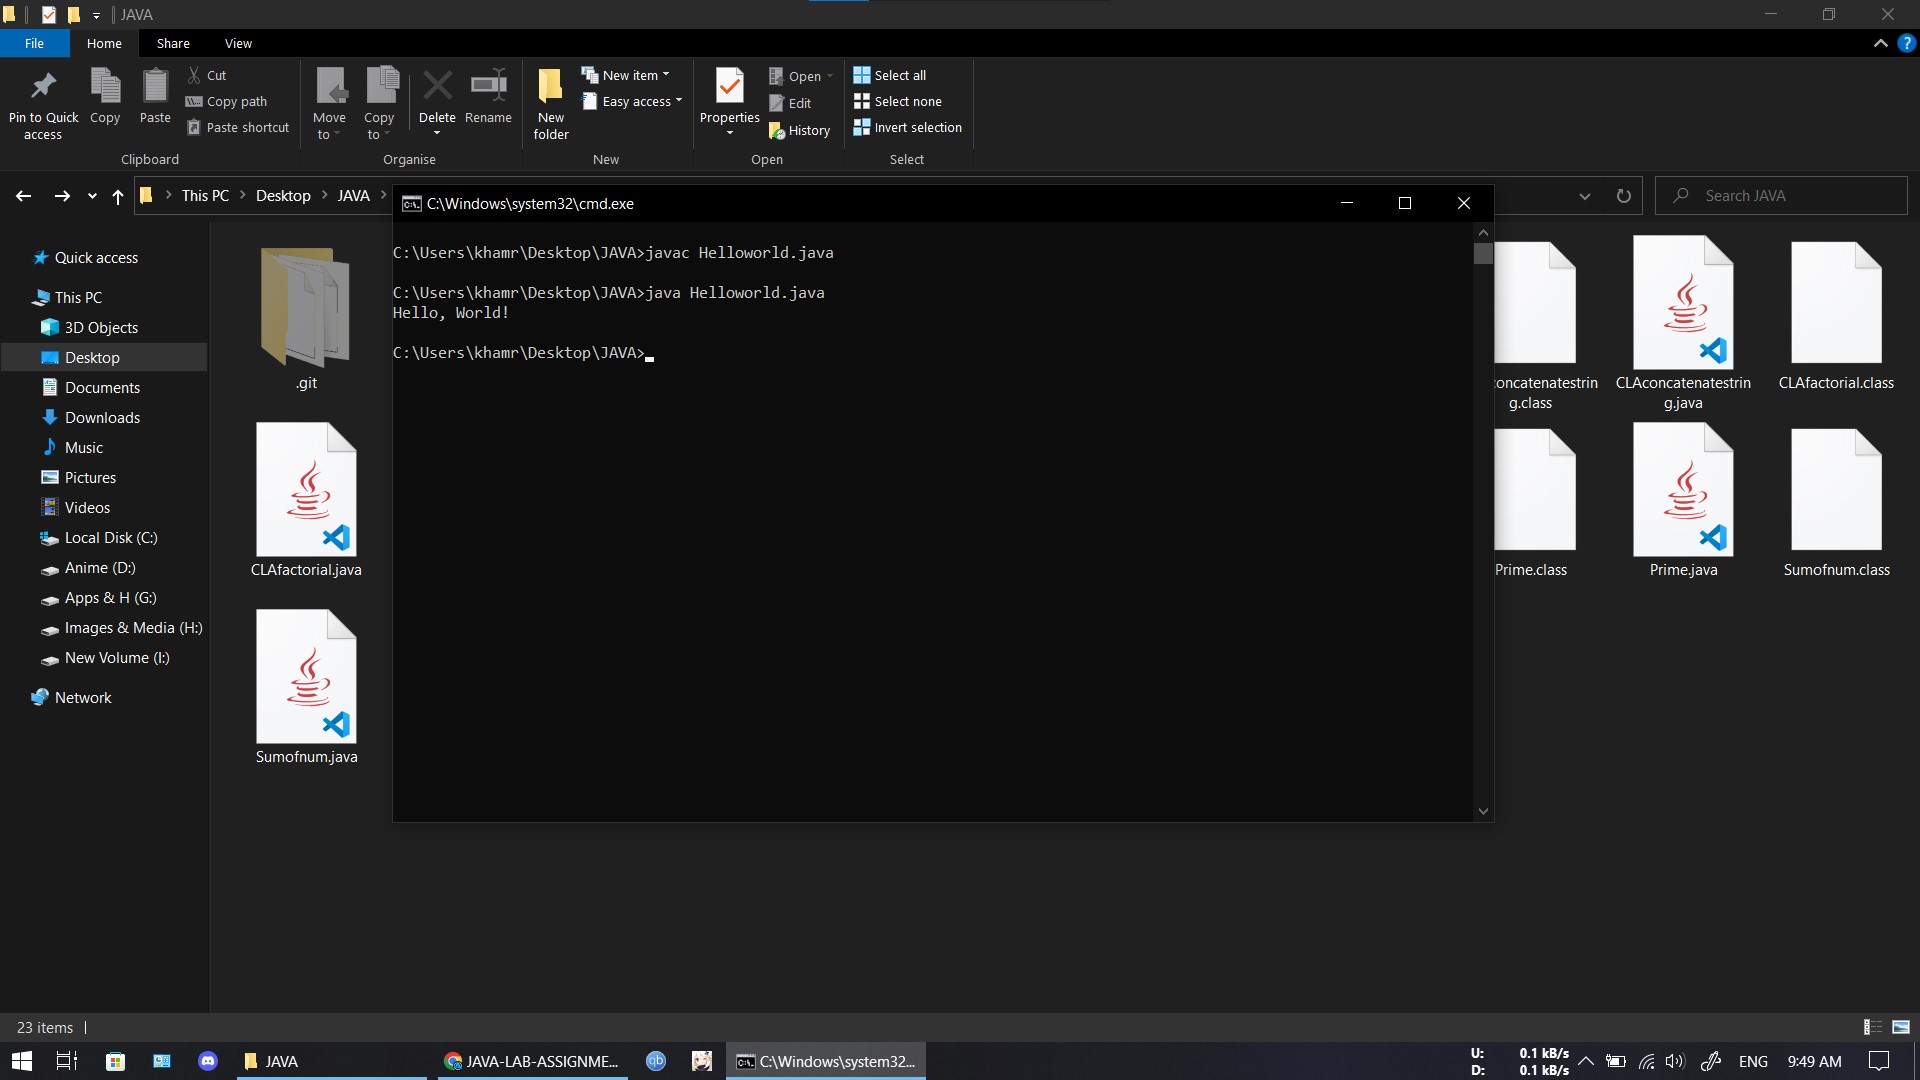 JAVA
File
Home
Share
View
Pin to Quick access
Copy
Paste
Cut
Copy path
Paste shortcut
Clipboard
Move to
Copy to
Delete
Rename
Organise
New folder
New item
Easy access
New
Properties
Open
Edit
History
Open
Select all
Select none
Invert selection
Select
This PC > Desktop > JAVA >
Search JAVA
C:\Windows\system32\cmd.exe
C:\Users\khamr\Desktop\JAVA>javac Helloworld.java
C:\Users\khamr\Desktop\JAVA>java Helloworld.java
Hello, World!
C:\Users\khamr\Desktop\JAVA>
Quick access
This PC
3D Objects
Desktop
Documents
Downloads
Music
Pictures
Videos
Local Disk (C:)
Anime (D:)
Apps & H (G:)
Images & Media (H:)
New Volume (I:)
Network
.git
oncatenatestrin
g.class
CLAconcatenatestrin
g.java
CLAfactorial.class
CLAfactorial.java
Prime.class
Prime.java
Sumofnum.class
Sumofnum.java
23 items
JAVA
JAVA-LAB-ASSIGNME...
qb
C:\Windows\system32...
U: 0.1 kB/s
D: 0.1 kB/s
ENG
9:49 AM